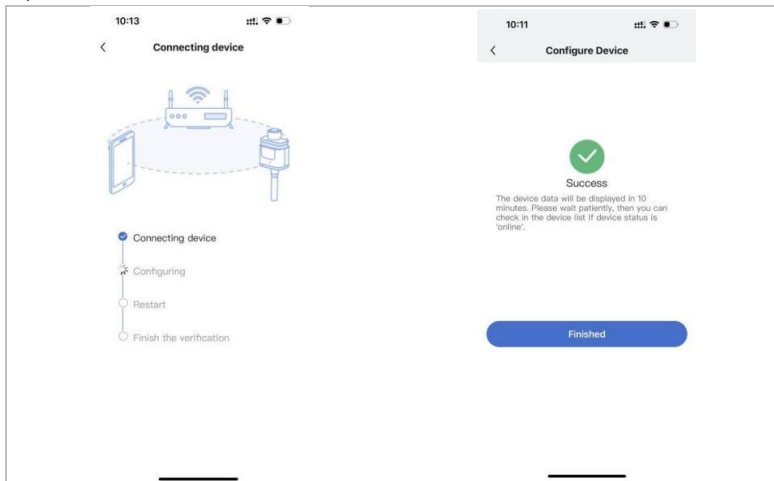 10:13
Connecting device
Connecting device
Configuring
Restart
Finish the verification
10:11
Configure Device
Success
The device data will be displayed in 10
minutes. Please wait patiently, then you can
check in the device list If device status is
'online'.
Finished